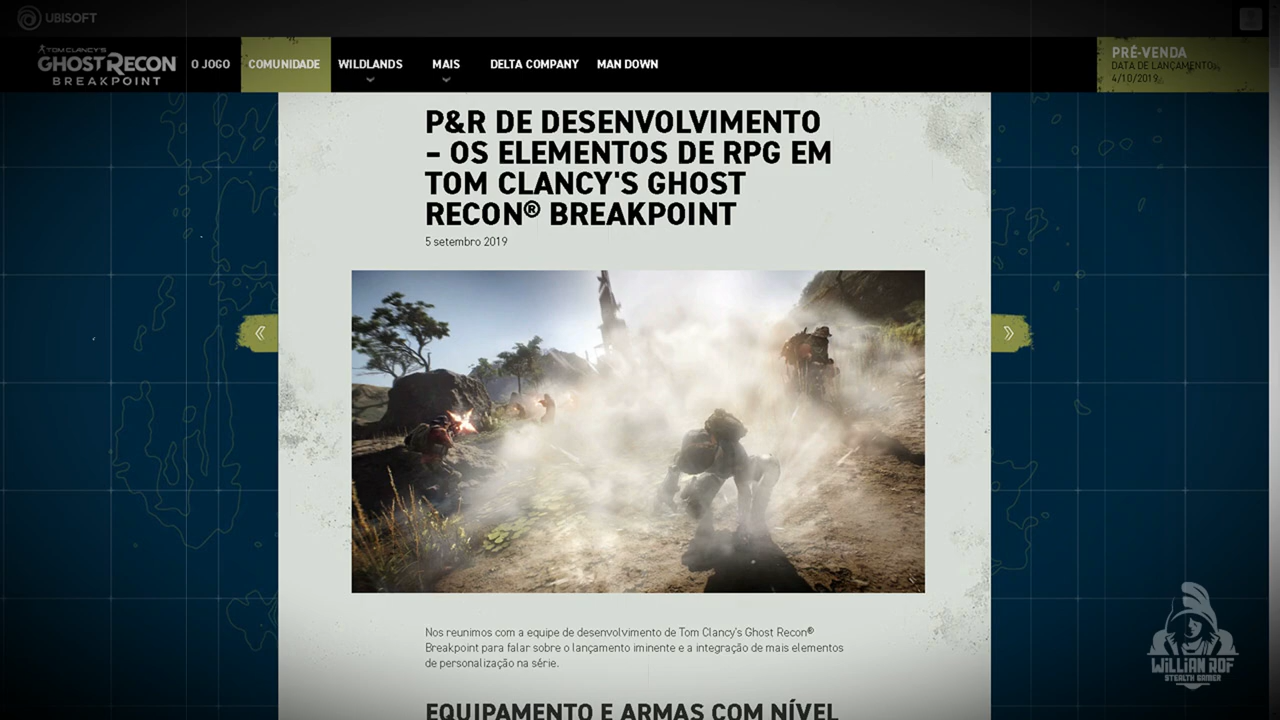 UBISOFT
TOM CLANCY'S
GHOST RECON
BREAKPOINT
O JOGO
COMUNIDADE
WILDLANDS
MAIS
DELTA COMPANY
MAN DOWN
PRÉ-VENDA
DATA DE LANÇAMENTO:
4/10/2019
P&R DE DESENVOLVIMENTO
– OS ELEMENTOS DE RPG EM
TOM CLANCY'S GHOST
RECON® BREAKPOINT
5 setembro 2019
Nos reunimos com a equipe de desenvolvimento de Tom Clancy's Ghost Recon®
Breakpoint para falar sobre o lançamento iminente e a integração de mais elementos
de personalização na série.
EQUIPAMENTO E ARMAS COM NÍVEL
WILLIAN ROF
STEALTH GAMER